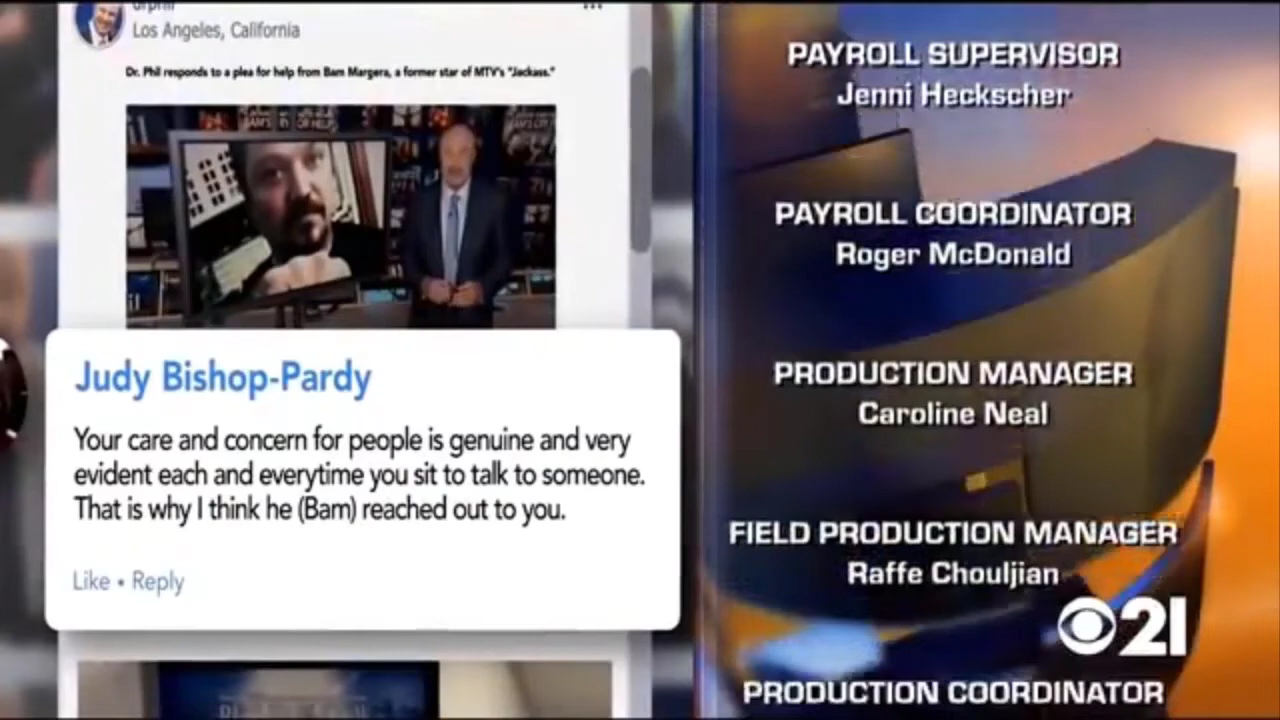 drphil
Los Angeles, California
Dr. Phil responds to a plea for help from Bam Margera, a former star of MTV's "Jackass."
Judy Bishop-Pardy
Your care and concern for people is genuine and very
evident each and everytime you sit to talk to someone.
That is why I think he (Bam) reached out to you.
Like • Reply
PAYROLL SUPERVISOR
Jenni Heckscher
PAYROLL COORDINATOR
Roger McDonald
PRODUCTION MANAGER
Caroline Neal
FIELD PRODUCTION MANAGER
Raffe Chouljian
CBS 21
PRODUCTION COORDINATOR